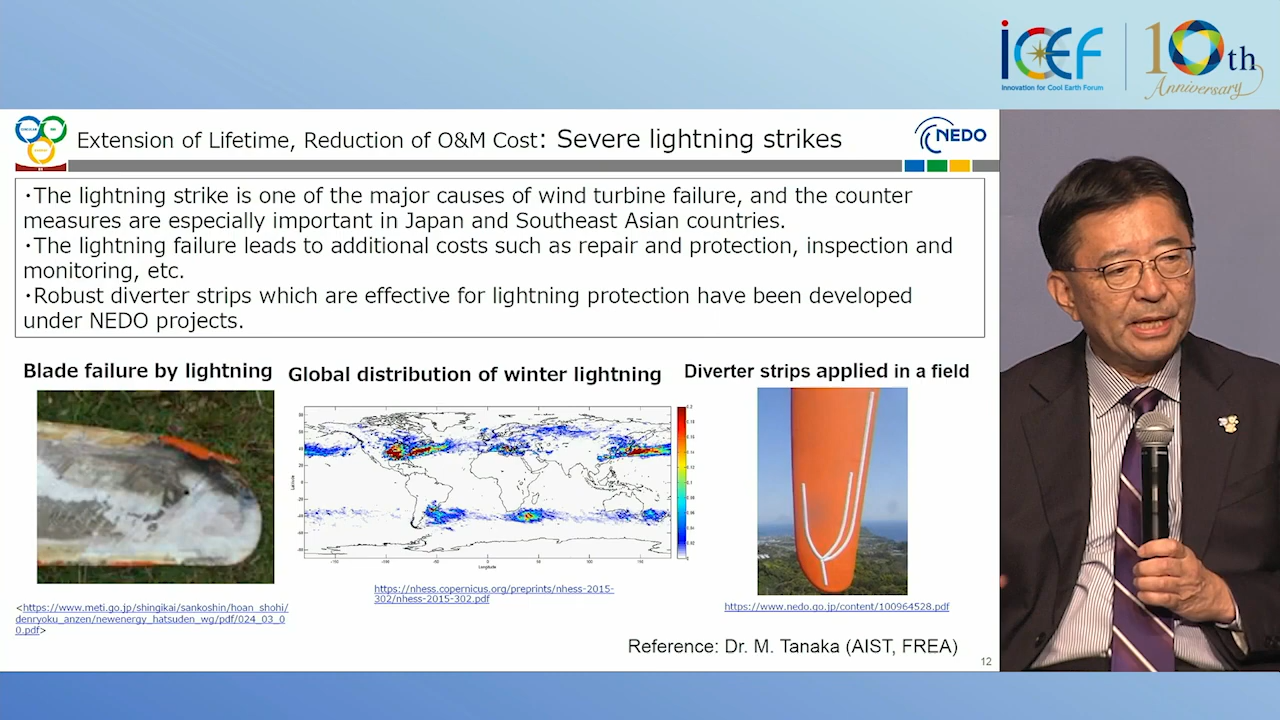 iCEF
Innovation for Cool Earth Forum
10th
Anniversary
Extension of Lifetime, Reduction of O&M Cost: Severe lightning strikes
NEDO
・The lightning strike is one of the major causes of wind turbine failure, and the counter
measures are especially important in Japan and Southeast Asian countries.
・The lightning failure leads to additional costs such as repair and protection, inspection and
monitoring, etc.
・Robust diverter strips which are effective for lightning protection have been developed
under NEDO projects.
Blade failure by lightning
Global distribution of winter lightning
Diverter strips applied in a field
Latitude
Longitude
<https://www.meti.go.jp/shingikai/sankoshin/hoan_shohi/
denryoku_anzen/newenergy_hatsuden_wg/pdf/024_03_0
0.pdf>
https://nhess.copernicus.org/preprints/nhess-2015-
302/nhess-2015-302.pdf
https://www.nedo.go.jp/content/100964528.pdf
Reference: Dr. M. Tanaka (AIST, FREA)
12